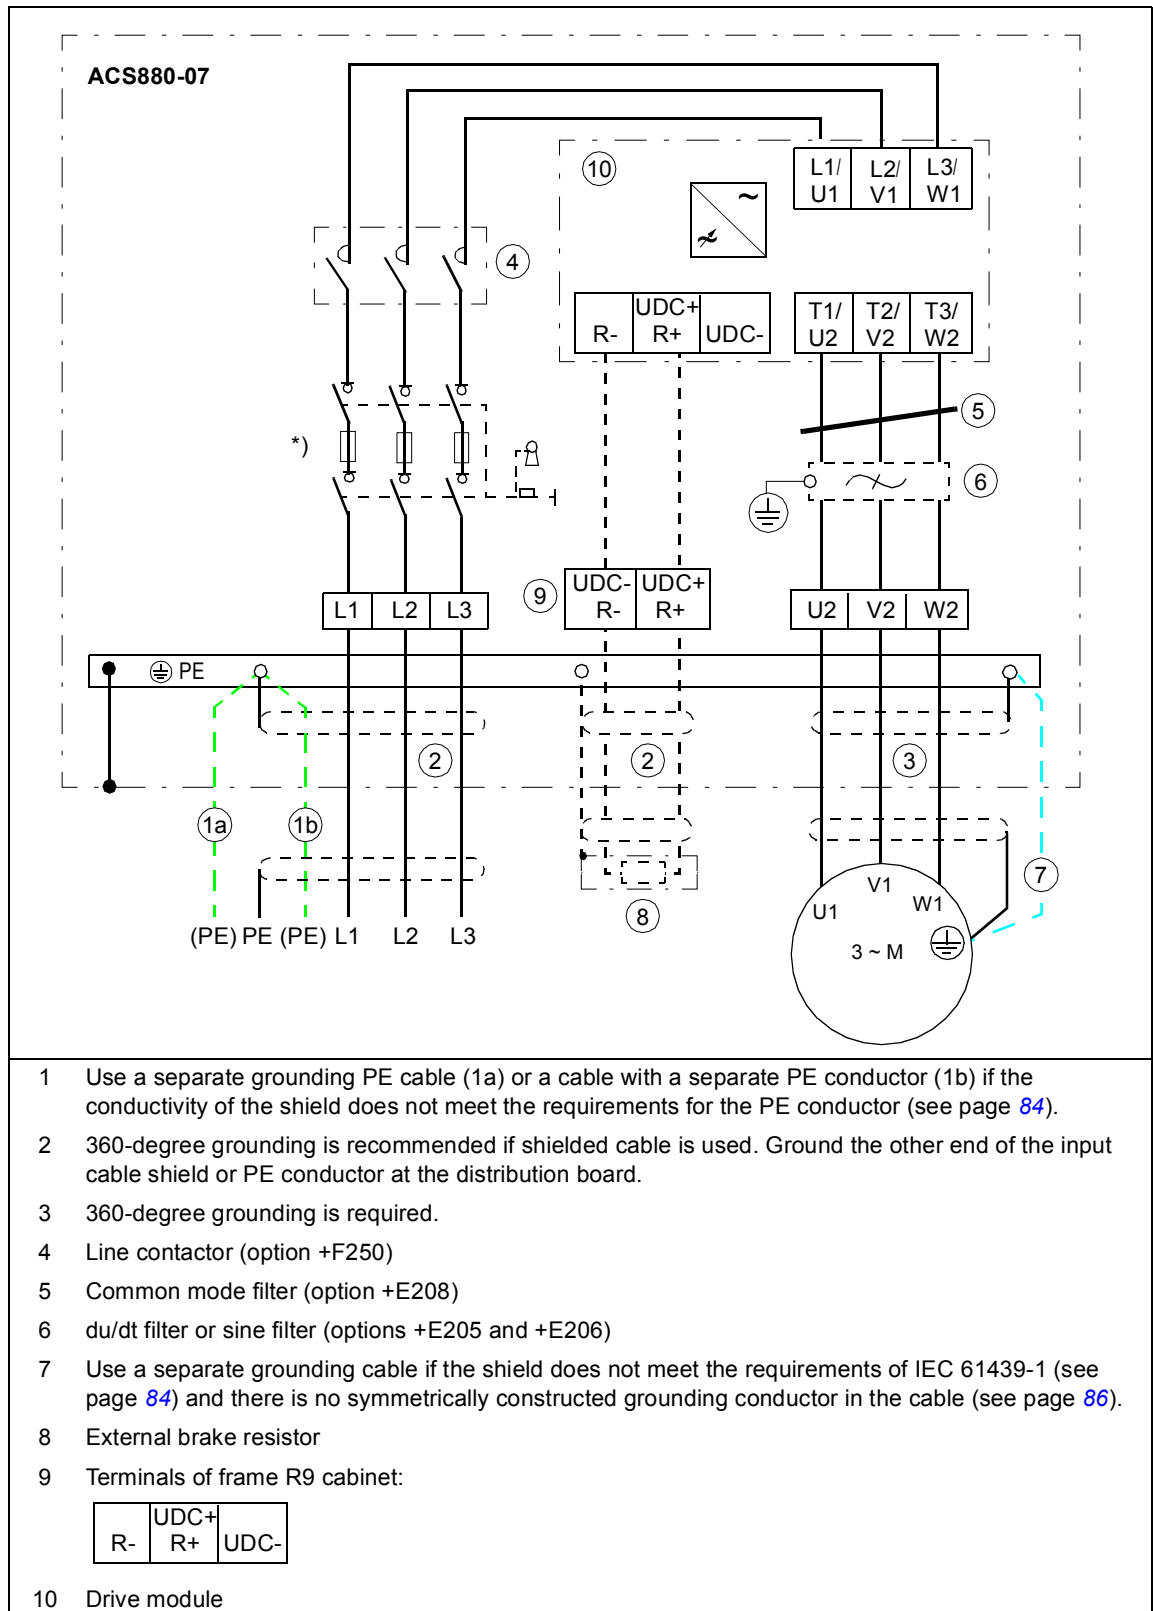 ACS880-07
10
L1/ U1
L2/ V1
L3/ W1
4
R-
UDC+ R+
UDC-
T1/ U2
T2/ V2
T3/ W2
5
*)
6
9
UDC- R-
UDC+ R+
L1 L2 L3
U2 V2 W2
PE
2
2
3
1a
1b
7
8
U1
V1
W1
3 ~ M
(PE) PE (PE) L1 L2 L3
1 Use a separate grounding PE cable (1a) or a cable with a separate PE conductor (1b) if the
conductivity of the shield does not meet the requirements for the PE conductor (see page 84).
2 360-degree grounding is recommended if shielded cable is used. Ground the other end of the input
cable shield or PE conductor at the distribution board.
3 360-degree grounding is required.
4 Line contactor (option +F250)
5 Common mode filter (option +E208)
6 du/dt filter or sine filter (options +E205 and +E206)
7 Use a separate grounding cable if the shield does not meet the requirements of IEC 61439-1 (see
page 84) and there is no symmetrically constructed grounding conductor in the cable (see page 86).
8 External brake resistor
9 Terminals of frame R9 cabinet:
R-
UDC+ R+
UDC-
10 Drive module